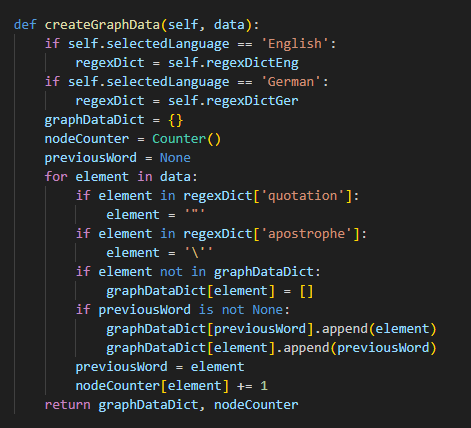 def createGraphData(self, data):
    if self.selectedLanguage == 'English':
        regexDict = self.regexDictEng
    if self.selectedLanguage == 'German':
        regexDict = self.regexDictGer
    graphDataDict = {}
    nodeCounter = Counter()
    previousWord = None
    for element in data:
        if element in regexDict['quotation']:
            element = '"'
        if element in regexDict['apostrophe']:
            element = '\''
        if element not in graphDataDict:
            graphDataDict[element] = []
        if previousWord is not None:
            graphDataDict[previousWord].append(element)
            graphDataDict[element].append(previousWord)
        previousWord = element
        nodeCounter[element] += 1
    return graphDataDict, nodeCounter